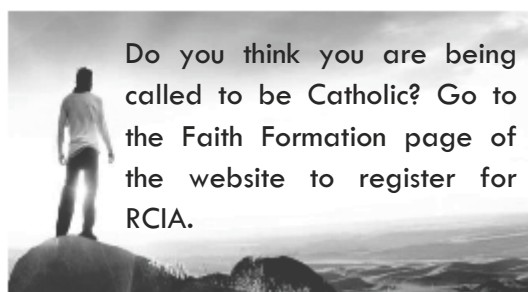 Do you think you are being
called to be Catholic? Go to
the Faith Formation page of
the website to register for
RCIA.